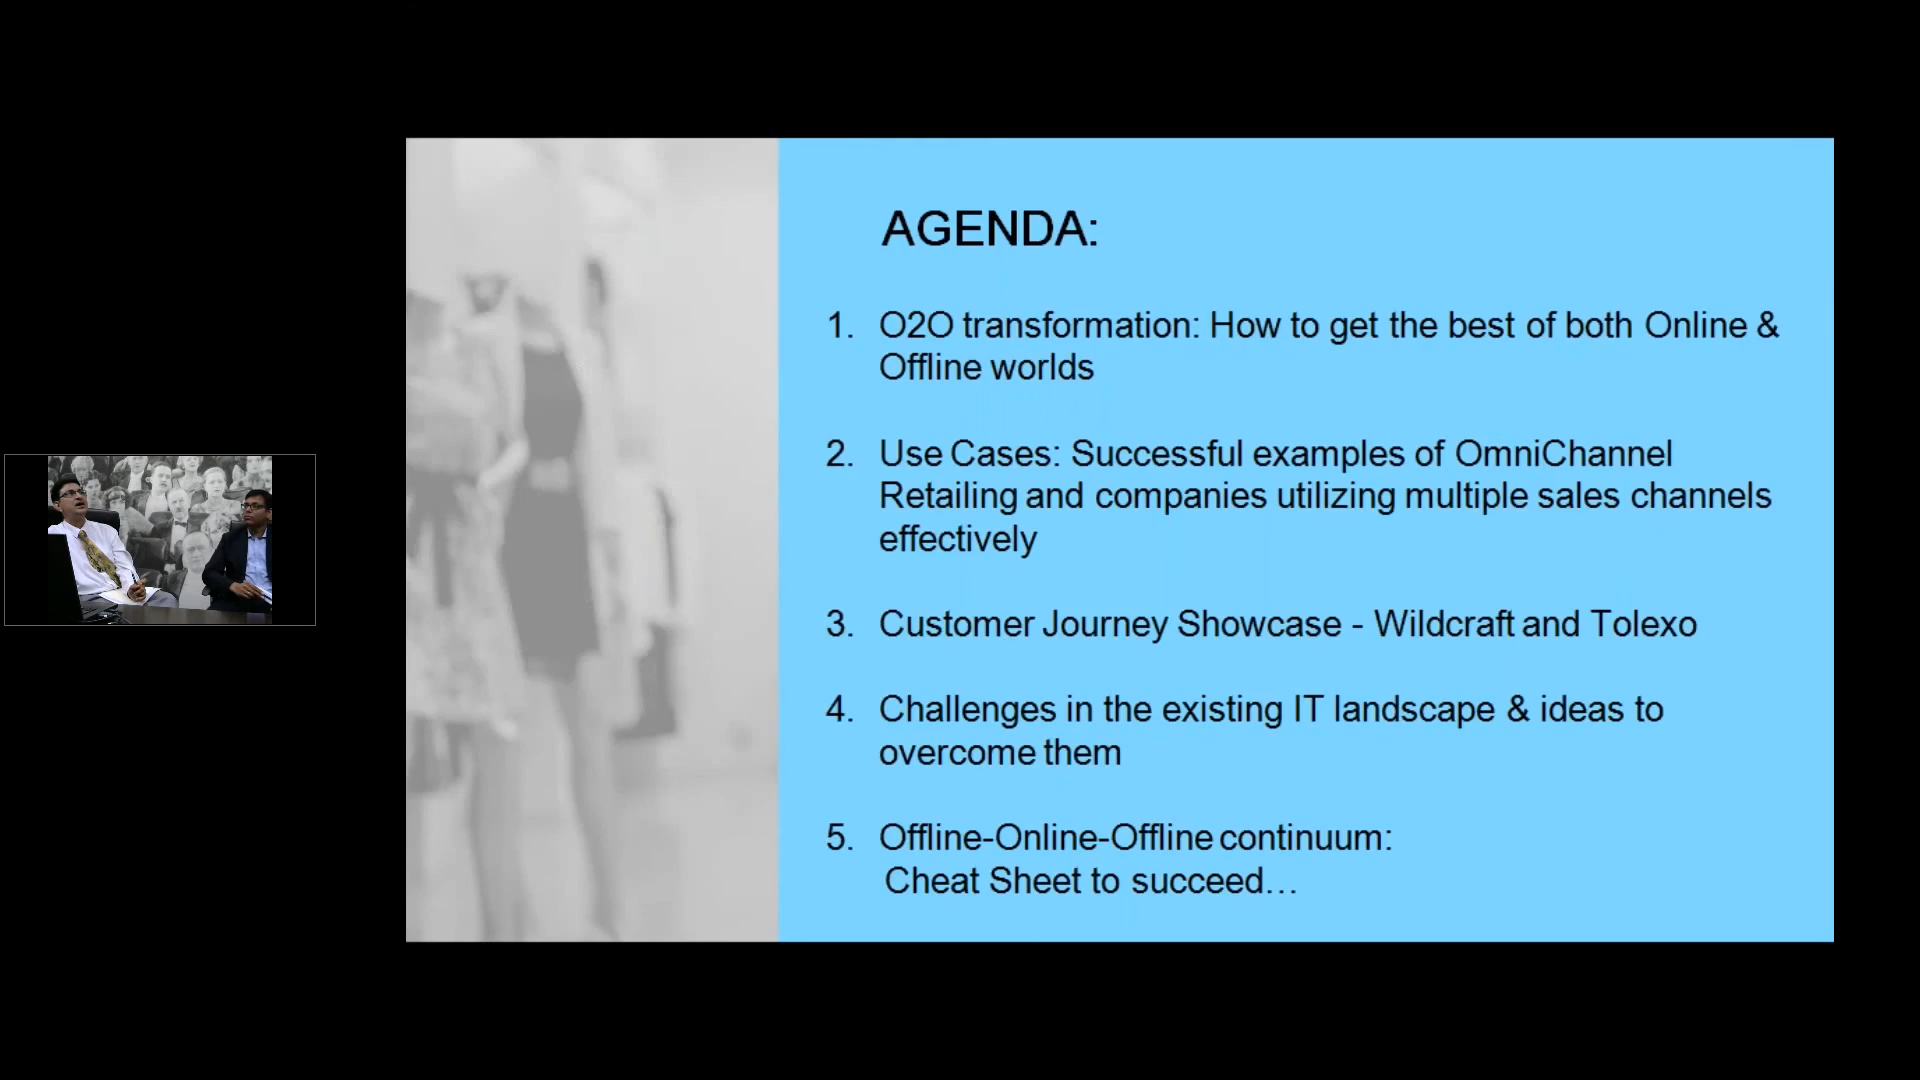 AGENDA:
1. O2O transformation: How to get the best of both Online &
Offline worlds
2. Use Cases: Successful examples of OmniChannel
Retailing and companies utilizing multiple sales channels
effectively
3. Customer Journey Showcase - Wildcraft and Tolexo
4. Challenges in the existing IT landscape & ideas to
overcome them
5. Offline-Online-Offline continuum:
Cheat Sheet to succeed…